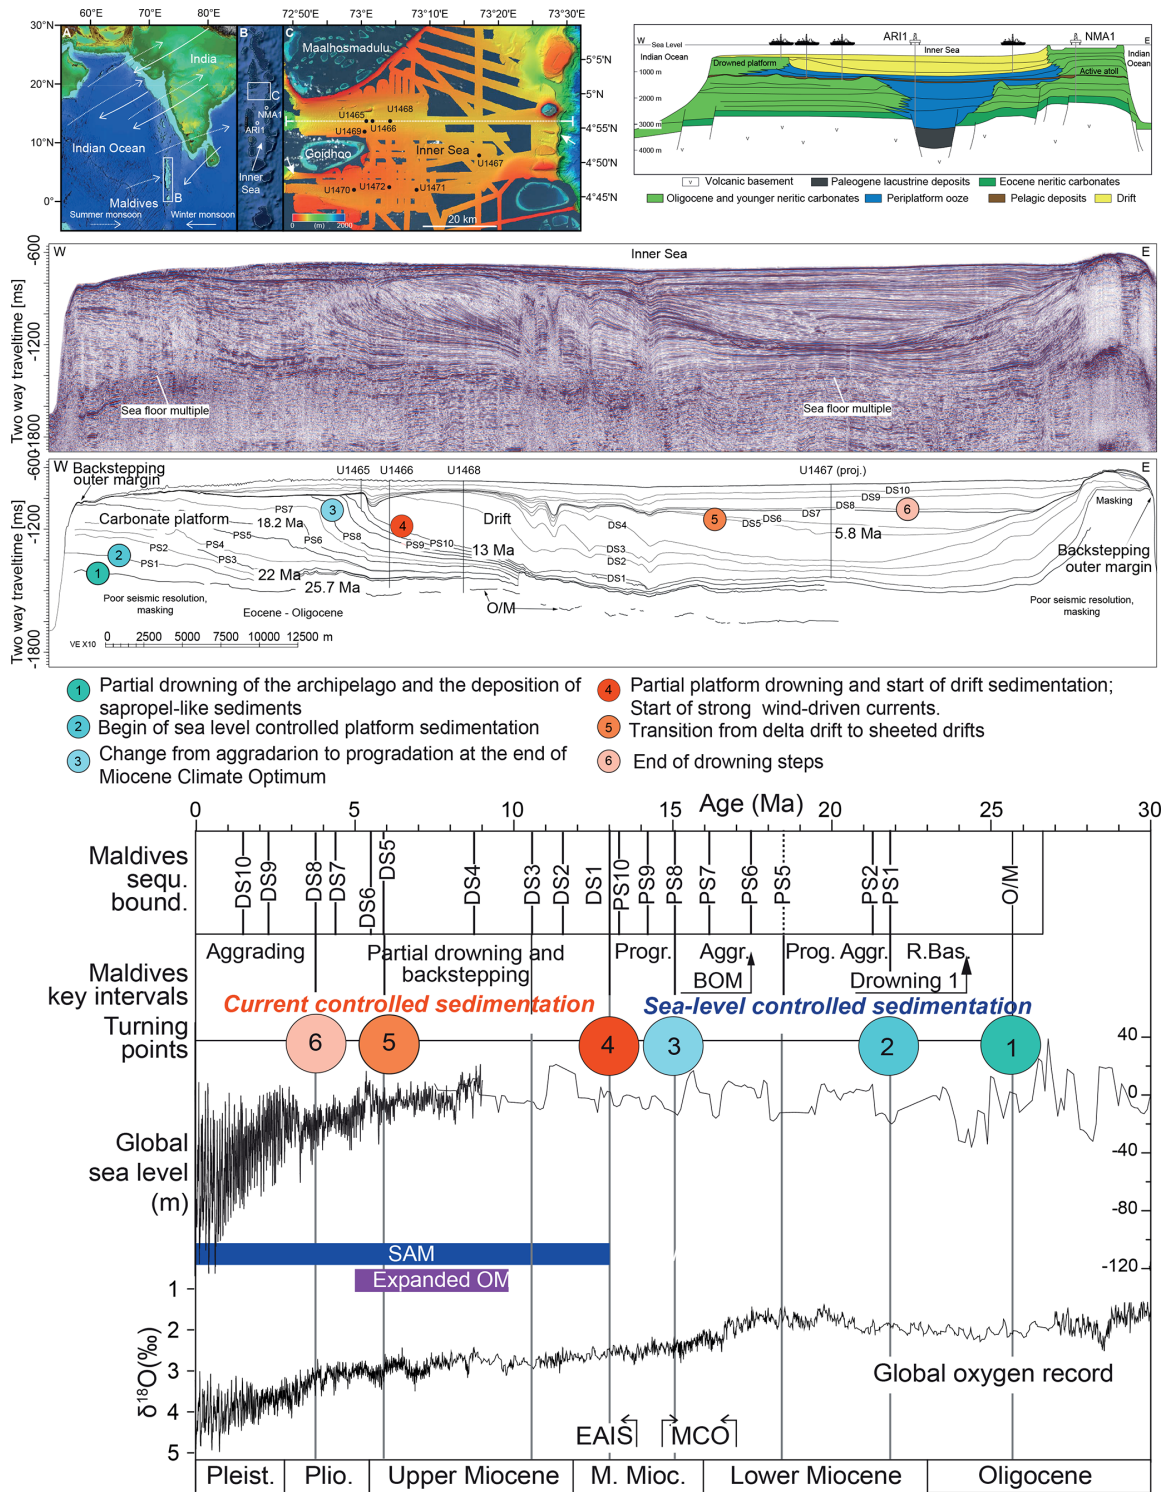 60°E 70°E 80°E
30°N
20°N
10°N
0°
A
India
Indian Ocean
Maldives
B
Summer monsoon
Winter monsoon
B
C
NMA1
ARI1
Inner
Sea
72°50'E 73°E 73°10'E 73°20'E 73°30'E
C
Maalhosmadulu
U1465
U1468
U1469
U1466
Inner Sea
Goidhoo
U1467
U1470
U1472
U1471
0 (m) 2000
20 km
5°5'N
5°N
4°55'N
4°50'N
4°45'N
W
ARI1
NMA1
E
Sea Level
Inner Sea
Indian Ocean
Indian
Ocean
Drowned platform
Active atoll
1000 m
2000 m
3000 m
4000 m
v v v v v v
v Volcanic basement
Paleogene lacustrine deposits
Eocene neritic carbonates
Oligocene and younger neritic carbonates
Periplatform ooze
Pelagic deposits
Drift
Two way traveltime [ms]
-600
-1200
-1800
W
Inner Sea
E
Sea floor multiple
Sea floor multiple
Two way traveltime [ms]
-600
-1200
-1800
W
Backstepping
outer margin
U1465
U1466
U1468
U1467 (proj.)
E
DS10
DS9
DS8
DS7
DS6
DS5
DS4
DS3
DS2
DS1
Masking
PS7
Carbonate platform
18.2 Ma
3
4
Drift
5
6
5.8 Ma
PS5
PS6
PS8
PS9
PS10
13 Ma
PS4
PS2
PS3
PS1
2
1
22 Ma
25.7 Ma
Backstepping
outer margin
Poor seismic resolution,
masking
Eocene - Oligocene
O/M
Poor seismic resolution,
masking
VE X10
0 2500 5000 7500 10000 12500 m
1 Partial drowning of the archipelago and the deposition of
sapropel-like sediments
2 Begin of sea level controlled platform sedimentation
3 Change from aggradarion to progradation at the end of
Miocene Climate Optimum
4 Partial platform drowning and start of drift sedimentation;
Start of strong wind-driven currents.
5 Transition from delta drift to sheeted drifts
6 End of drowning steps
Age (Ma)
0 5 10 15 20 25 30
Maldives
sequ.
bound.
DS10
DS9
DS8
DS7
DS6
DS5
DS4
DS3
DS2
DS1
PS10
PS9
PS8
PS7
PS6
PS5
PS2
PS1
O/M
Maldives
key intervals
Aggrading
Partial drowning and
backstepping
Progr.
Aggr.
BOM
Prog. Aggr.
R.Bas.
Drowning 1
Current controlled sedimentation
Sea-level controlled sedimentation
Turning
points
6 5 4 3 2 1
Global
sea level
(m)
40
0
-40
-80
-120
SAM
Expanded OM
δ18O(‰)
1
2
3
4
5
Global oxygen record
EAIS
MCO
Pleist. Plio. Upper Miocene M. Mioc. Lower Miocene Oligocene